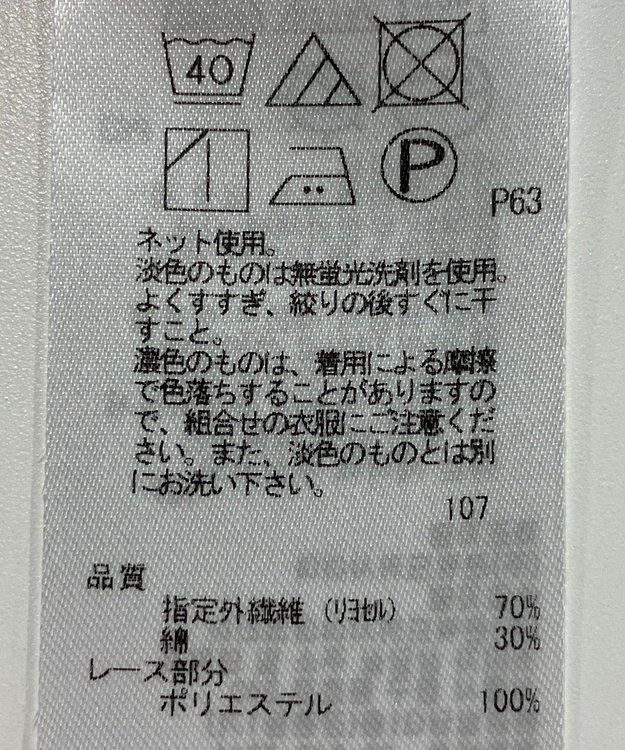 40
P
P63
ネット使用。
淡色のものは無蛍光洗剤を使用。
よくすすぎ、絞りの後すぐに干
すこと。
濃色のものは、着用による摩擦
で色落ちすることがありますの
で、組合せの衣服にご注意くだ
さい。また、淡色のものとは別
にお洗い下さい。
107
品質
指定外繊維（リヨセル） 70%
綿 30%
レース部分
ポリエステル 100%